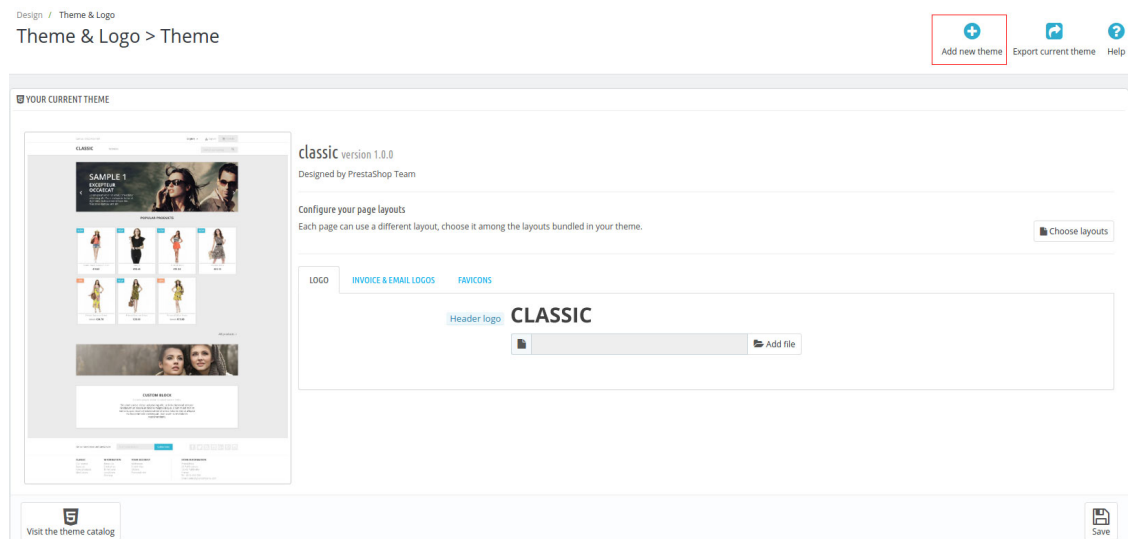 Design / Theme & Logo
Theme & Logo > Theme
Add new theme
Export current theme
Help
YOUR CURRENT THEME
CLASSIC
SAMPLE 1
EXCEPTEUR
OCCAECAT
POPULAR PRODUCTS
CUSTOM BLOCK
classic version 1.0.0
Designed by PrestaShop Team
Configure your page layouts
Each page can use a different layout, choose it among the layouts bundled in your theme.
Choose layouts
LOGO
INVOICE & EMAIL LOGOS
FAVICONS
Header logo
CLASSIC
Add file
Visit the theme catalog
Save